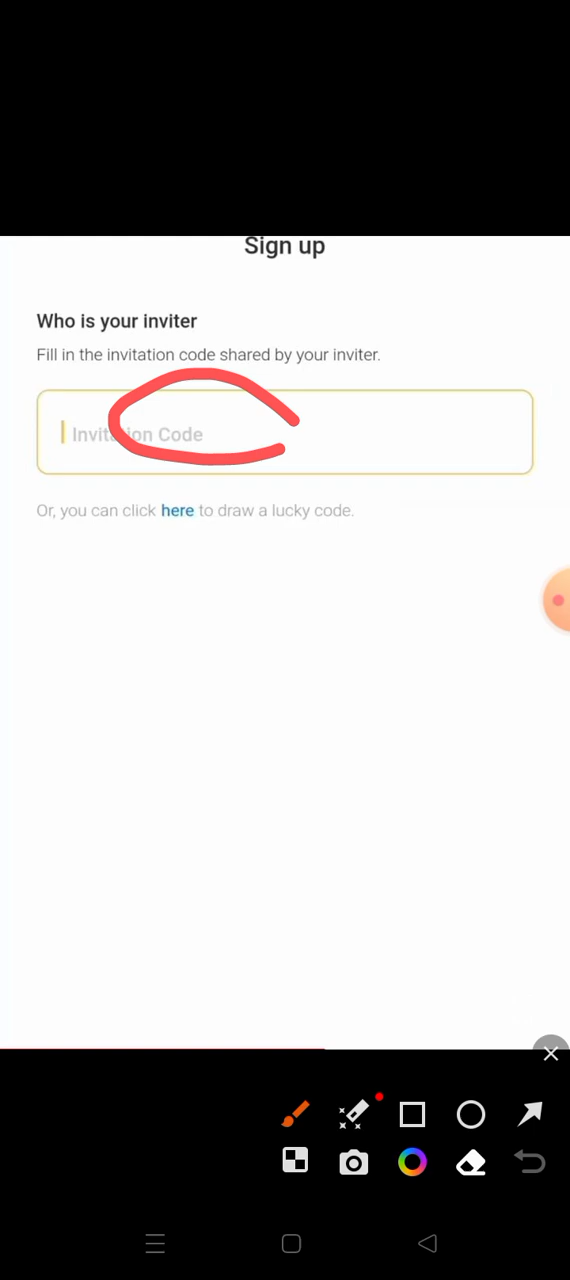 Sign up
Who is your inviter
Fill in the invitation code shared by your inviter.
Invitation Code
Or, you can click here to draw a lucky code.